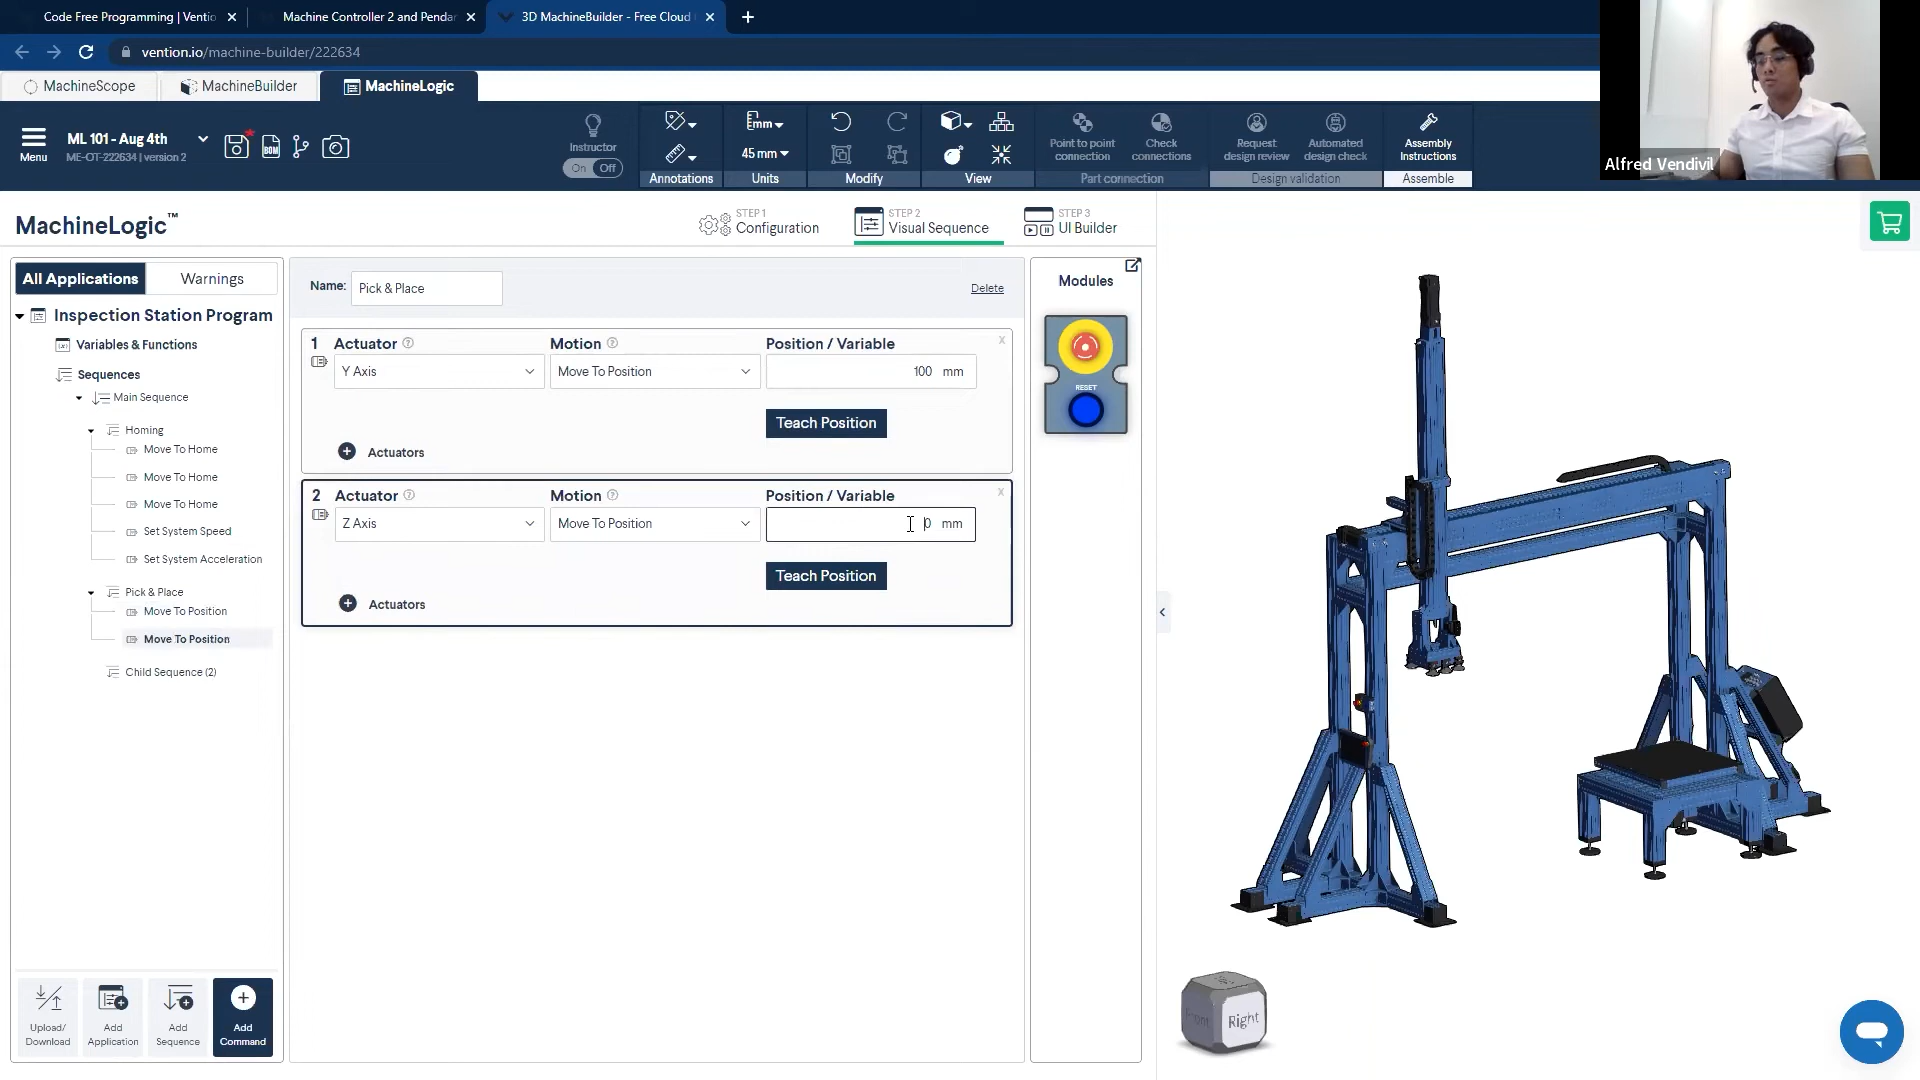 Code Free Programming | Ventio
Machine Controller 2 and Pendar
3D MachineBuilder - Free Cloud
vention.io/machine-builder/222634
MachineScope
MachineBuilder
MachineLogic
Alfred Vendivil
Menu
ML 101 - Aug 4th
ME-OT-222634 | version 2
BOM
Instructor
On Off
mm
45 mm
Annotations
Units
Modify
View
Point to point connection
Check connections
Part connection
Request design review
Automated design check
Design validation
Assembly Instructions
Assemble
MachineLogic™
STEP 1
Configuration
STEP 2
Visual Sequence
STEP 3
UI Builder
All Applications
Warnings
Inspection Station Program
Variables & Functions
Sequences
Main Sequence
Homing
Move To Home
Move To Home
Move To Home
Set System Speed
Set System Acceleration
Pick & Place
Move To Position
Move To Position
Child Sequence (2)
Upload/ Download
Add Application
Add Sequence
Add Command
Name: Pick & Place
Delete
1 Actuator Motion Position / Variable x
Y Axis Move To Position 100 mm
Teach Position
Actuators
2 Actuator Motion Position / Variable x
Z Axis Move To Position 0 mm
Teach Position
Actuators
Modules
RESET
Front
Right